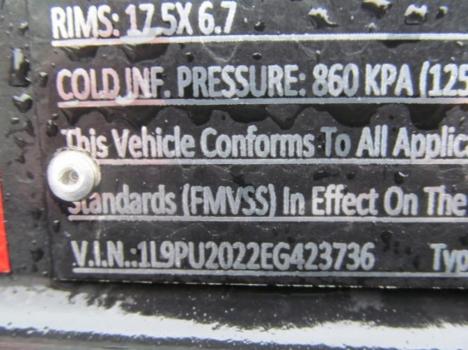 RIMS: 17.5X 6.7
COLD INF. PRESSURE: 860 KPA (125
This Vehicle Conforms To All Applica
Standards (FMVSS) In Effect On The
V.I.N.:1L9PU2022EG423736 Typ